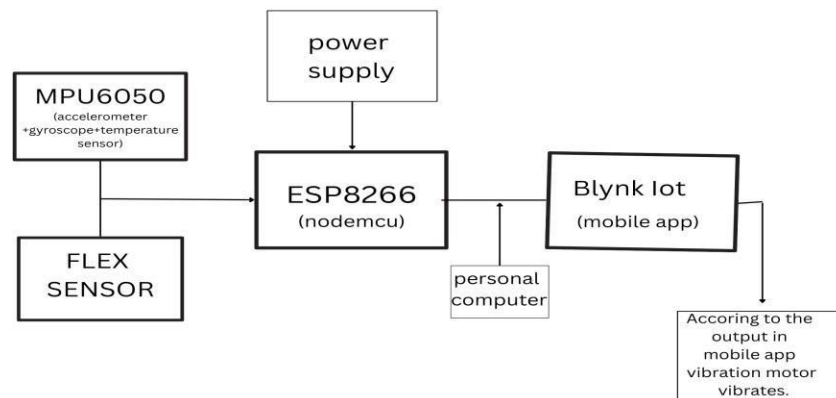 power
supply
MPU6050
(accelerometer
+gyroscope+temperature
sensor)
ESP8266
(nodemcu)
Blynk Iot
(mobile app)
FLEX
SENSOR
personal
computer
Accoring to the
output in
mobile app
vibration motor
vibrates.